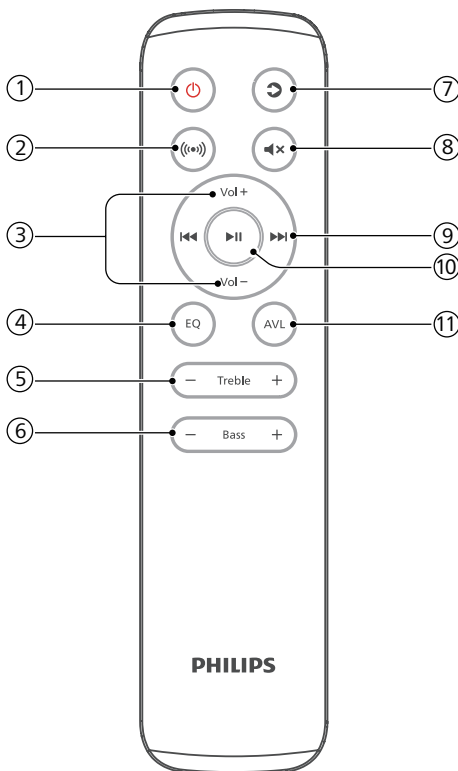 1
7
2
8
Vol+
3
9
10
Vol−
4
EQ
AVL
11
5
− Treble +
6
− Bass +
PHILIPS